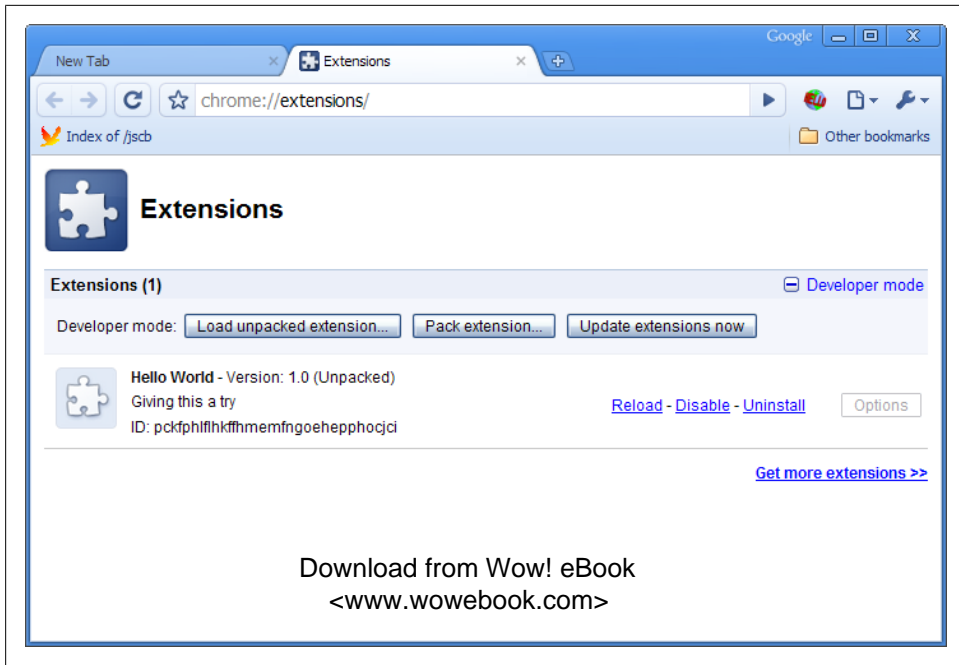 Google
New Tab
Extensions
chrome://extensions/
Index of /jscb
Other bookmarks
Extensions
Extensions (1)
Developer mode
Developer mode: Load unpacked extension... Pack extension... Update extensions now
Hello World - Version: 1.0 (Unpacked)
Giving this a try
Reload - Disable - Uninstall Options
ID: pckfphlflhkffhmemfngoehepphocjci
Get more extensions >>
Download from Wow! eBook
<www.wowebook.com>